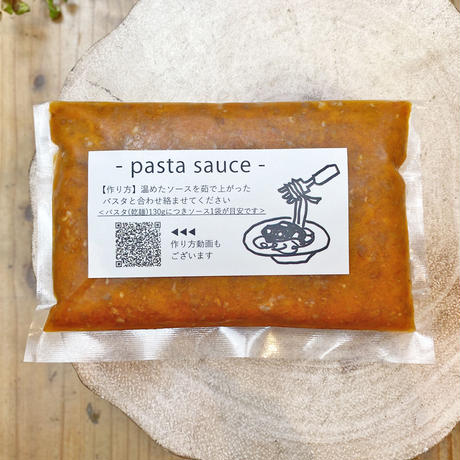 - pasta sauce -
【作り方】温めたソースを茹で上がった
パスタと合わせ絡ませてください
<パスタ(乾麺)130gにつきソース1袋が目安です>
◀◀◀
作り方動画も
ございます